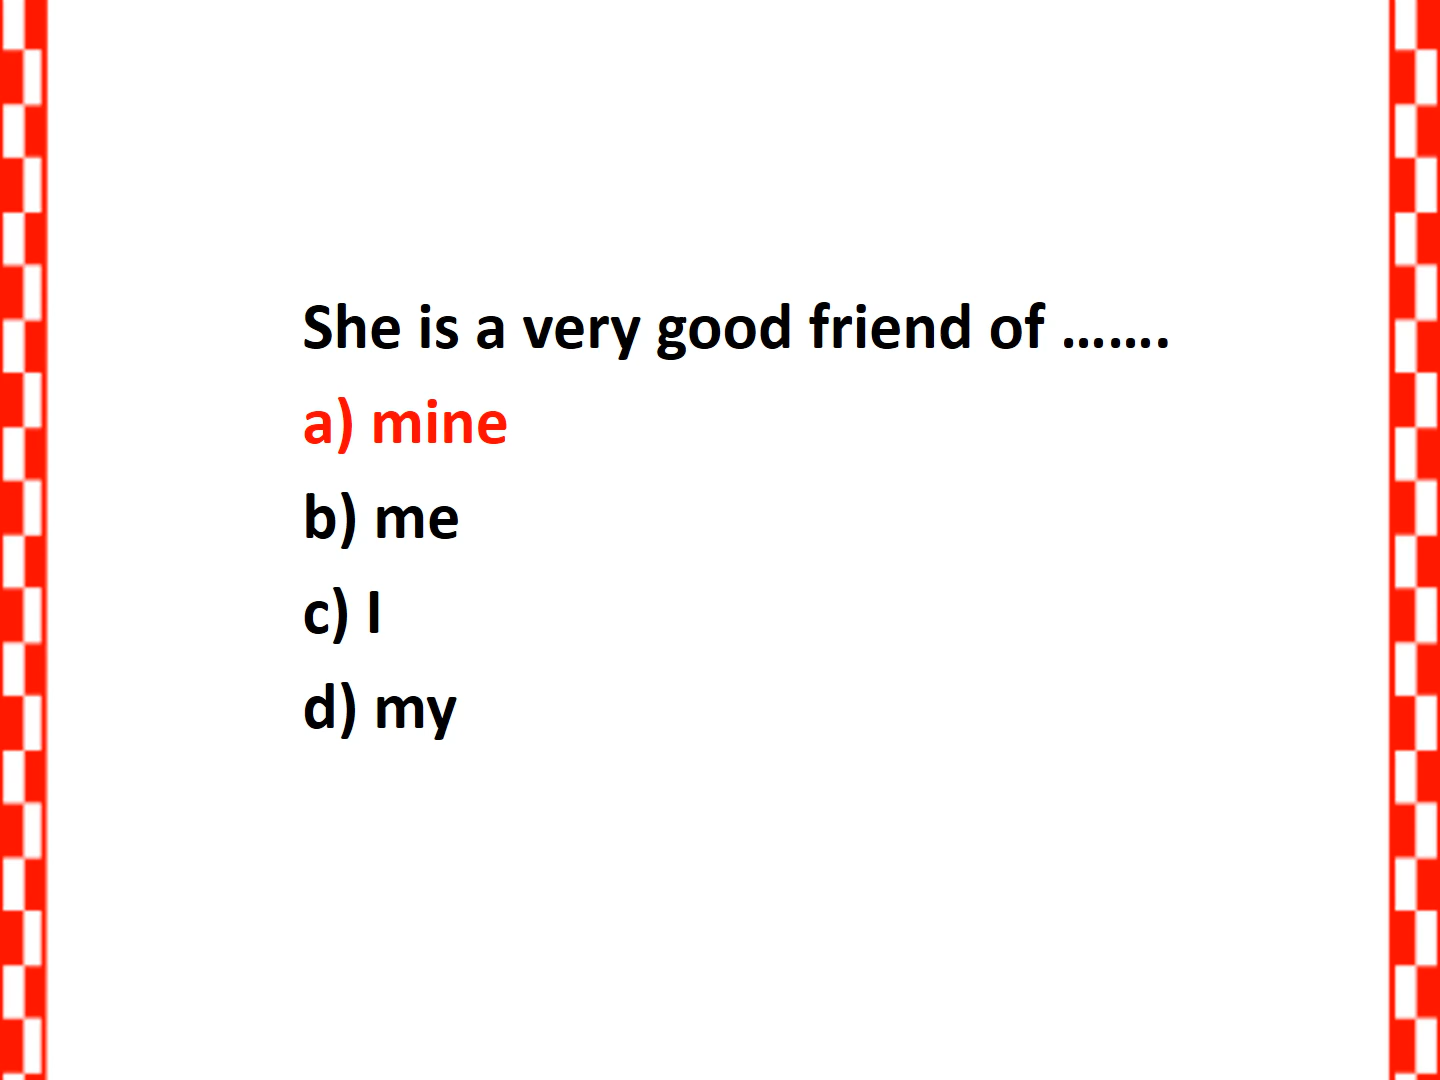 She is a very good friend of …….
a) mine
b) me
c) I
d) my